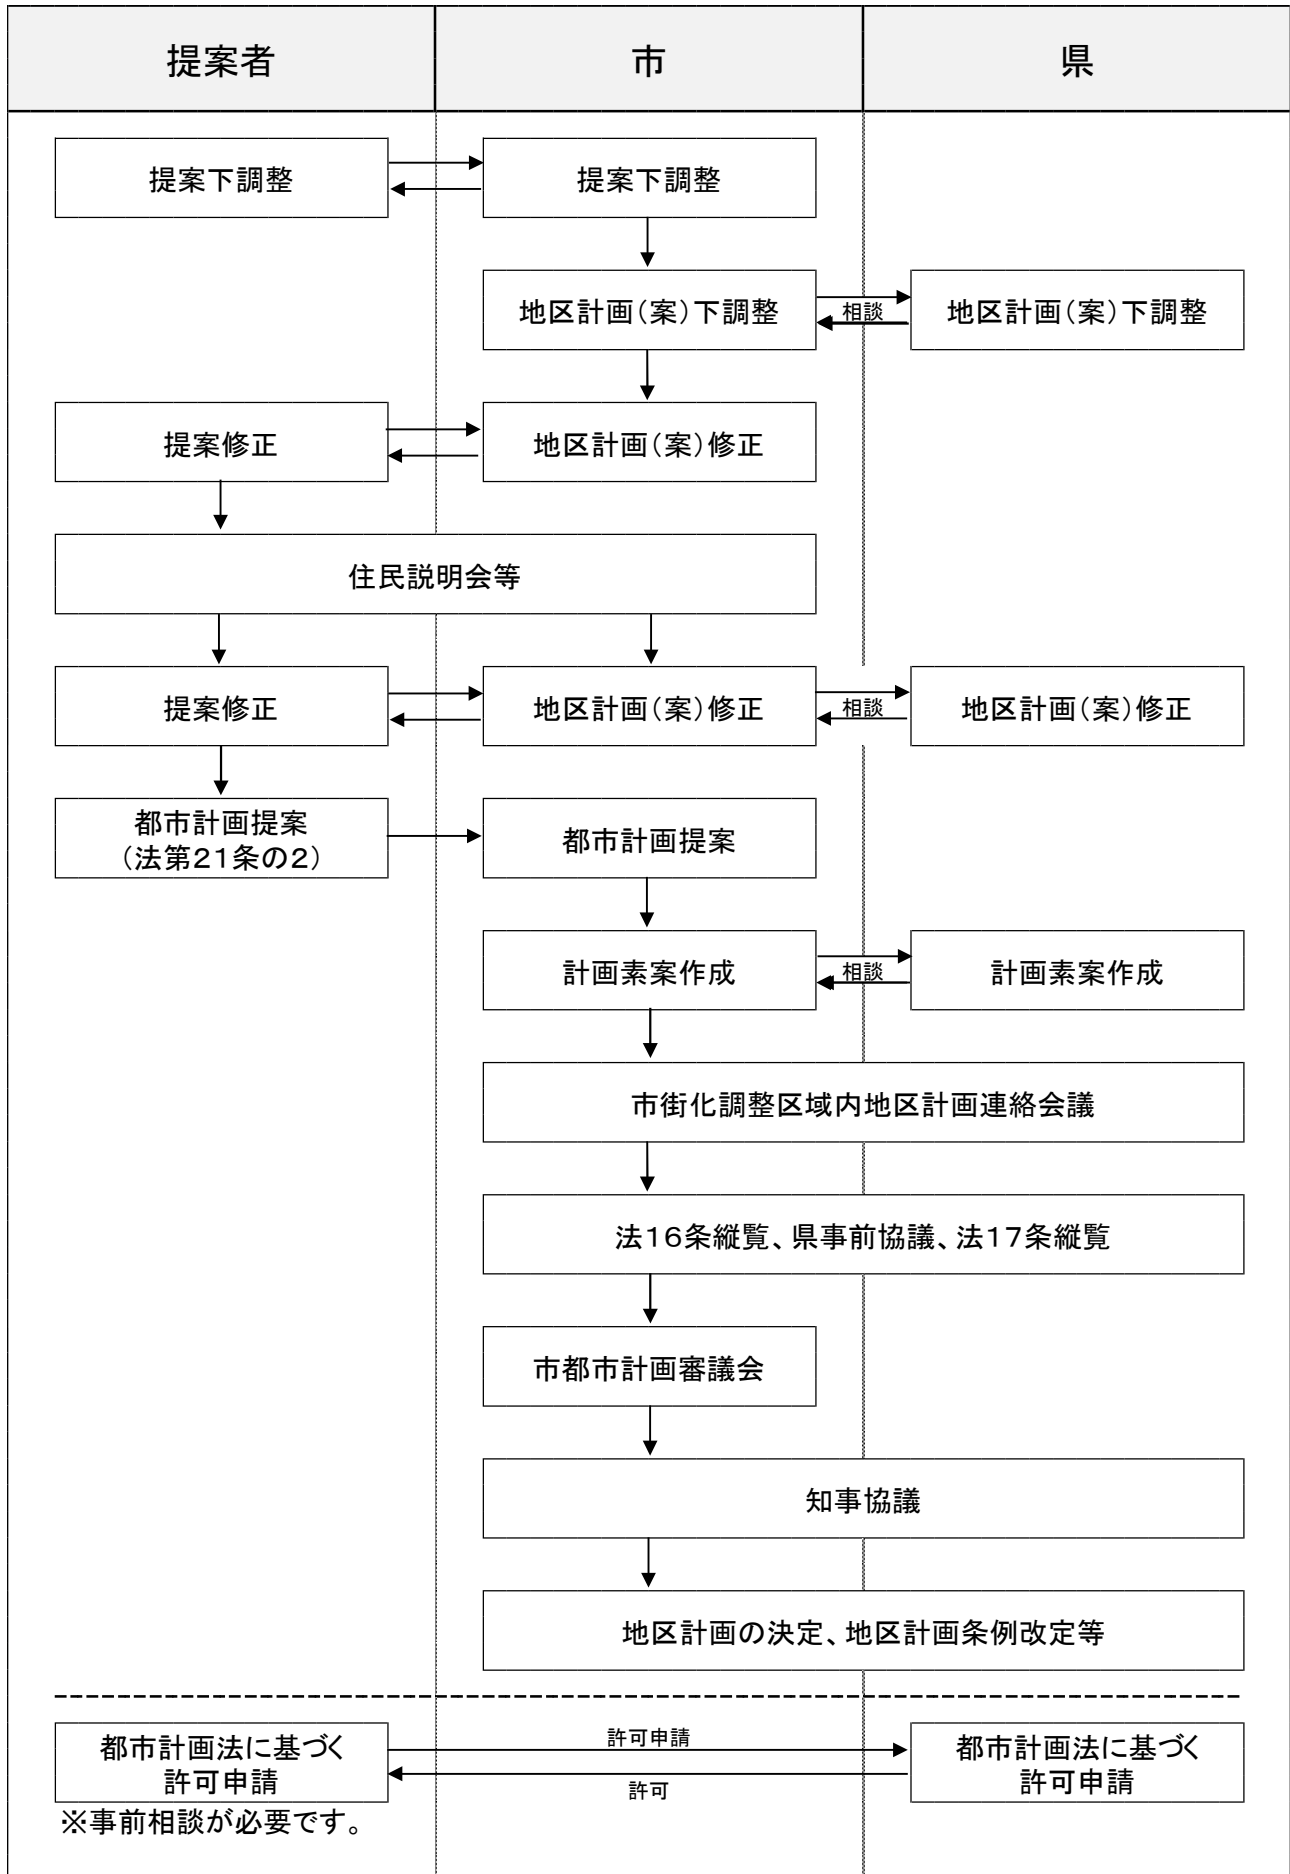 提案者
市
県
提案下調整
提案下調整
地区計画（案）下調整
相談
地区計画（案）下調整
提案修正
地区計画（案）修正
住民説明会等
提案修正
地区計画（案）修正
相談
地区計画（案）修正
都市計画提案
（法第２１条の２）
都市計画提案
計画素案作成
相談
計画素案作成
市街化調整区域内地区計画連絡会議
法１６条縦覧、県事前協議、法１７条縦覧
市都市計画審議会
知事協議
地区計画の決定、地区計画条例改定等
都市計画法に基づく
許可申請
許可申請
許可
都市計画法に基づく
許可申請
※事前相談が必要です。